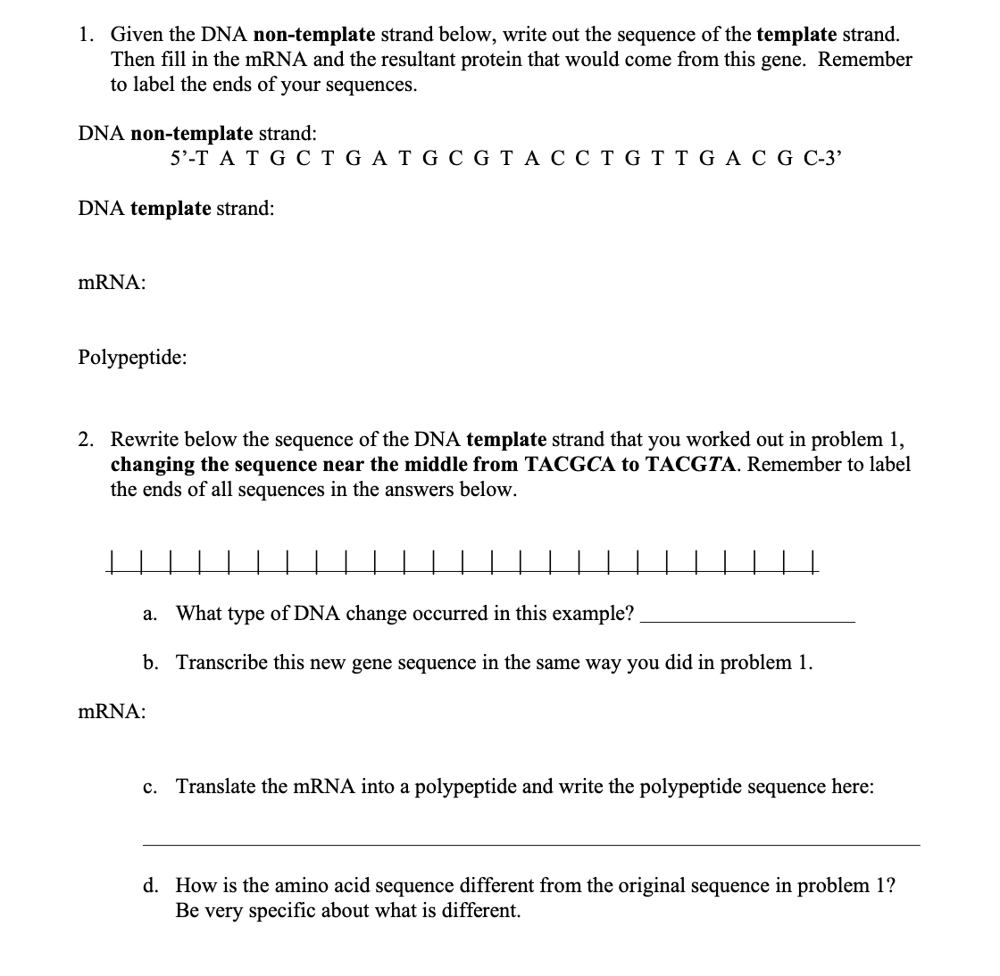 1. Given the DNA non-template strand below, write out the sequence of the template strand.
Then fill in the mRNA and the resultant protein that would come from this gene. Remember
to label the ends of your sequences.
DNA non-template strand:
5’-T A T G C T G A T G C G T A C C T G T T G A C G C-3’
DNA template strand:
mRNA:
Polypeptide:
2. Rewrite below the sequence of the DNA template strand that you worked out in problem 1,
changing the sequence near the middle from TACGCA to TACGTA. Remember to label
the ends of all sequences in the answers below.
a. What type of DNA change occurred in this example?
b. Transcribe this new gene sequence in the same way you did in problem 1.
mRNA:
c. Translate the mRNA into a polypeptide and write the polypeptide sequence here:
d. How is the amino acid sequence different from the original sequence in problem 1?
Be very specific about what is different.